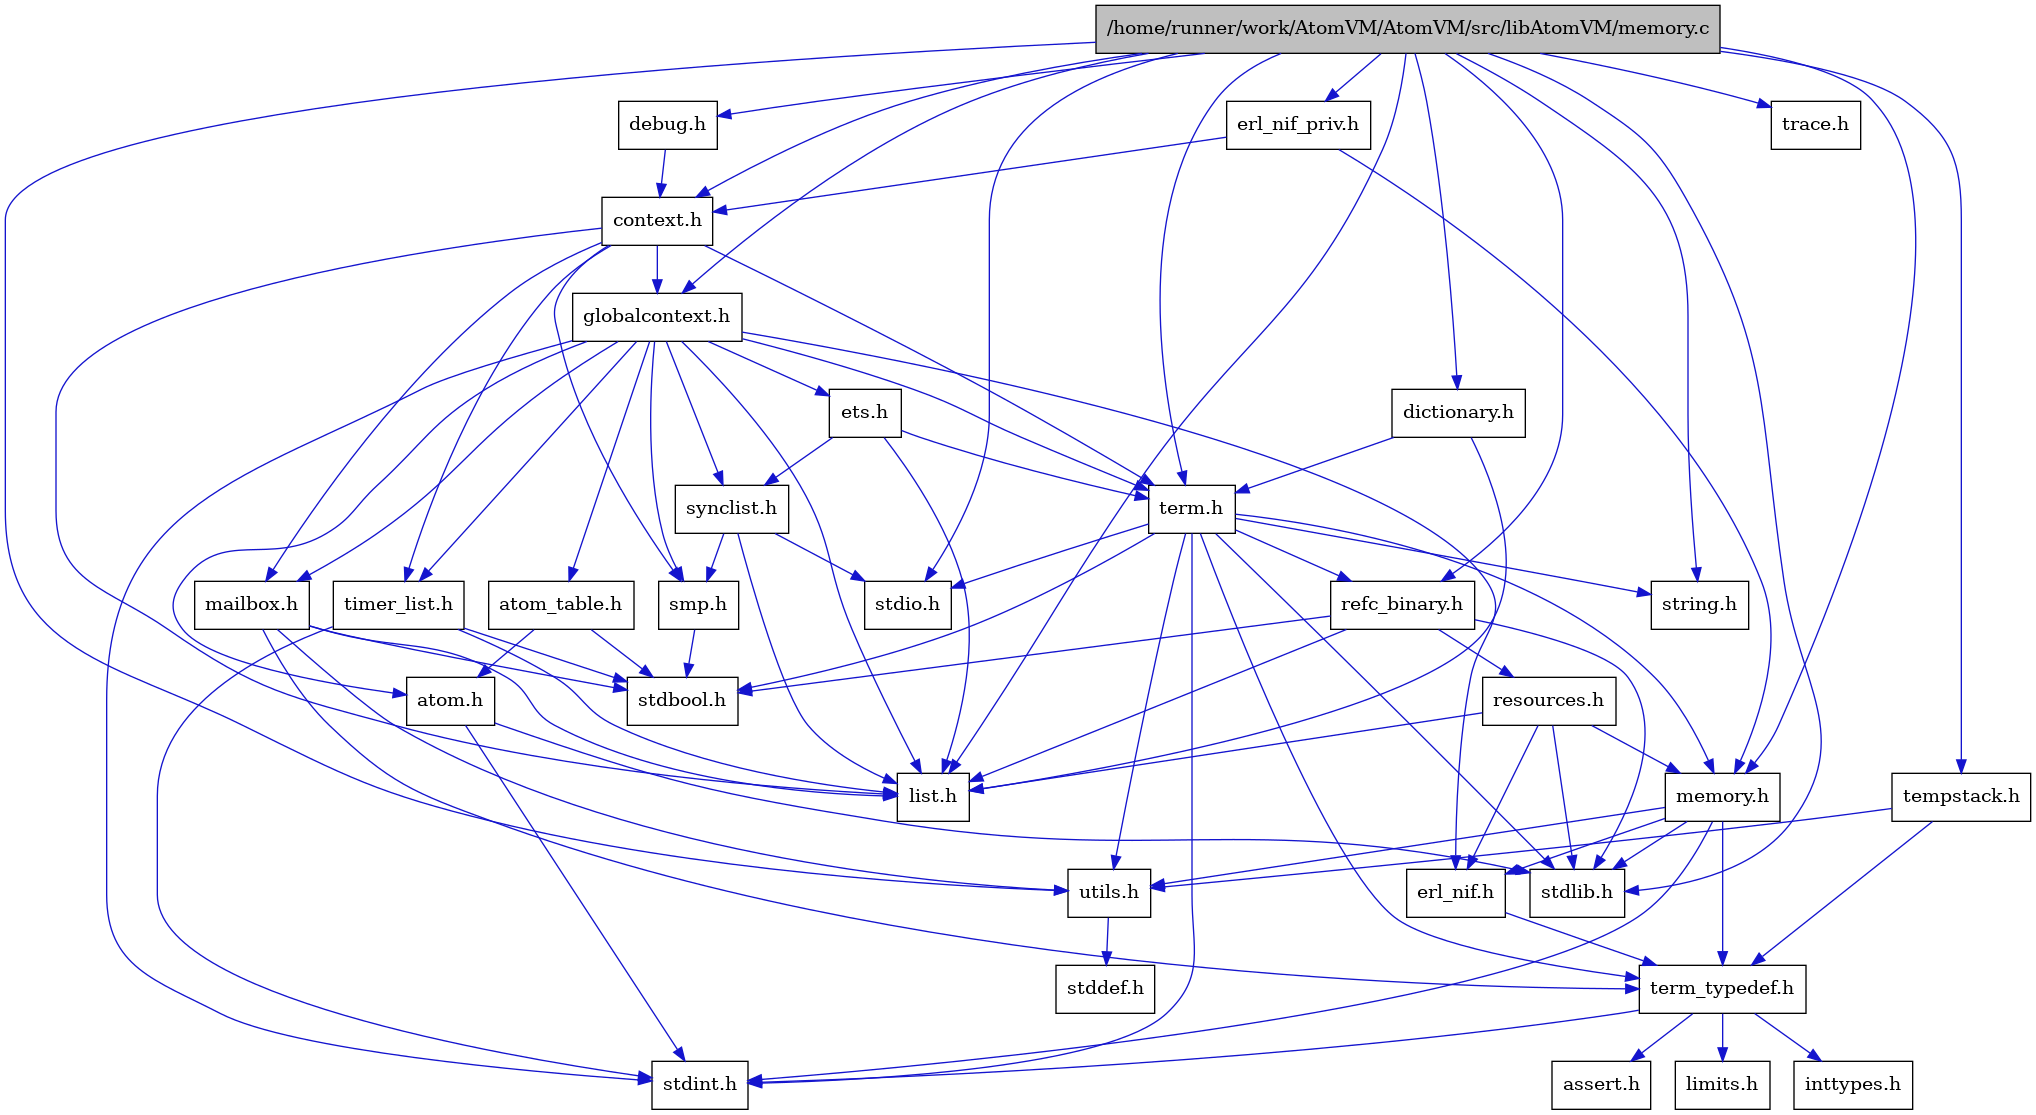 /home/runner/work/AtomVM/AtomVM/src/libAtomVM/memory.c
debug.h
erl_nif_priv.h
trace.h
context.h
globalcontext.h
ets.h
dictionary.h
synclist.h
term.h
mailbox.h
timer_list.h
atom_table.h
smp.h
stdio.h
refc_binary.h
string.h
atom.h
stdbool.h
resources.h
list.h
memory.h
tempstack.h
utils.h
erl_nif.h
stdlib.h
stddef.h
term_typedef.h
stdint.h
assert.h
limits.h
inttypes.h